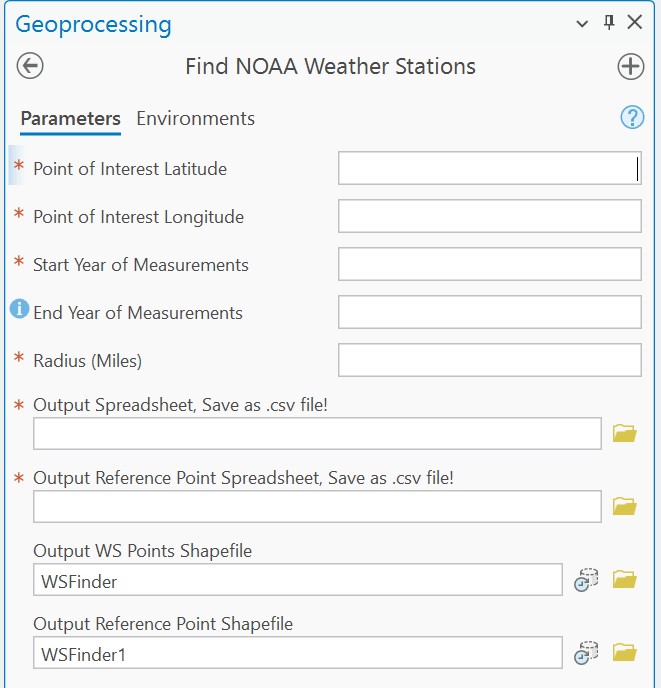 Geoprocessing
Find NOAA Weather Stations
Parameters Environments
* Point of Interest Latitude
* Point of Interest Longitude
* Start Year of Measurements
End Year of Measurements
* Radius (Miles)
* Output Spreadsheet, Save as .csv file!
* Output Reference Point Spreadsheet, Save as .csv file!
Output WS Points Shapefile
WSFinder
Output Reference Point Shapefile
WSFinder1